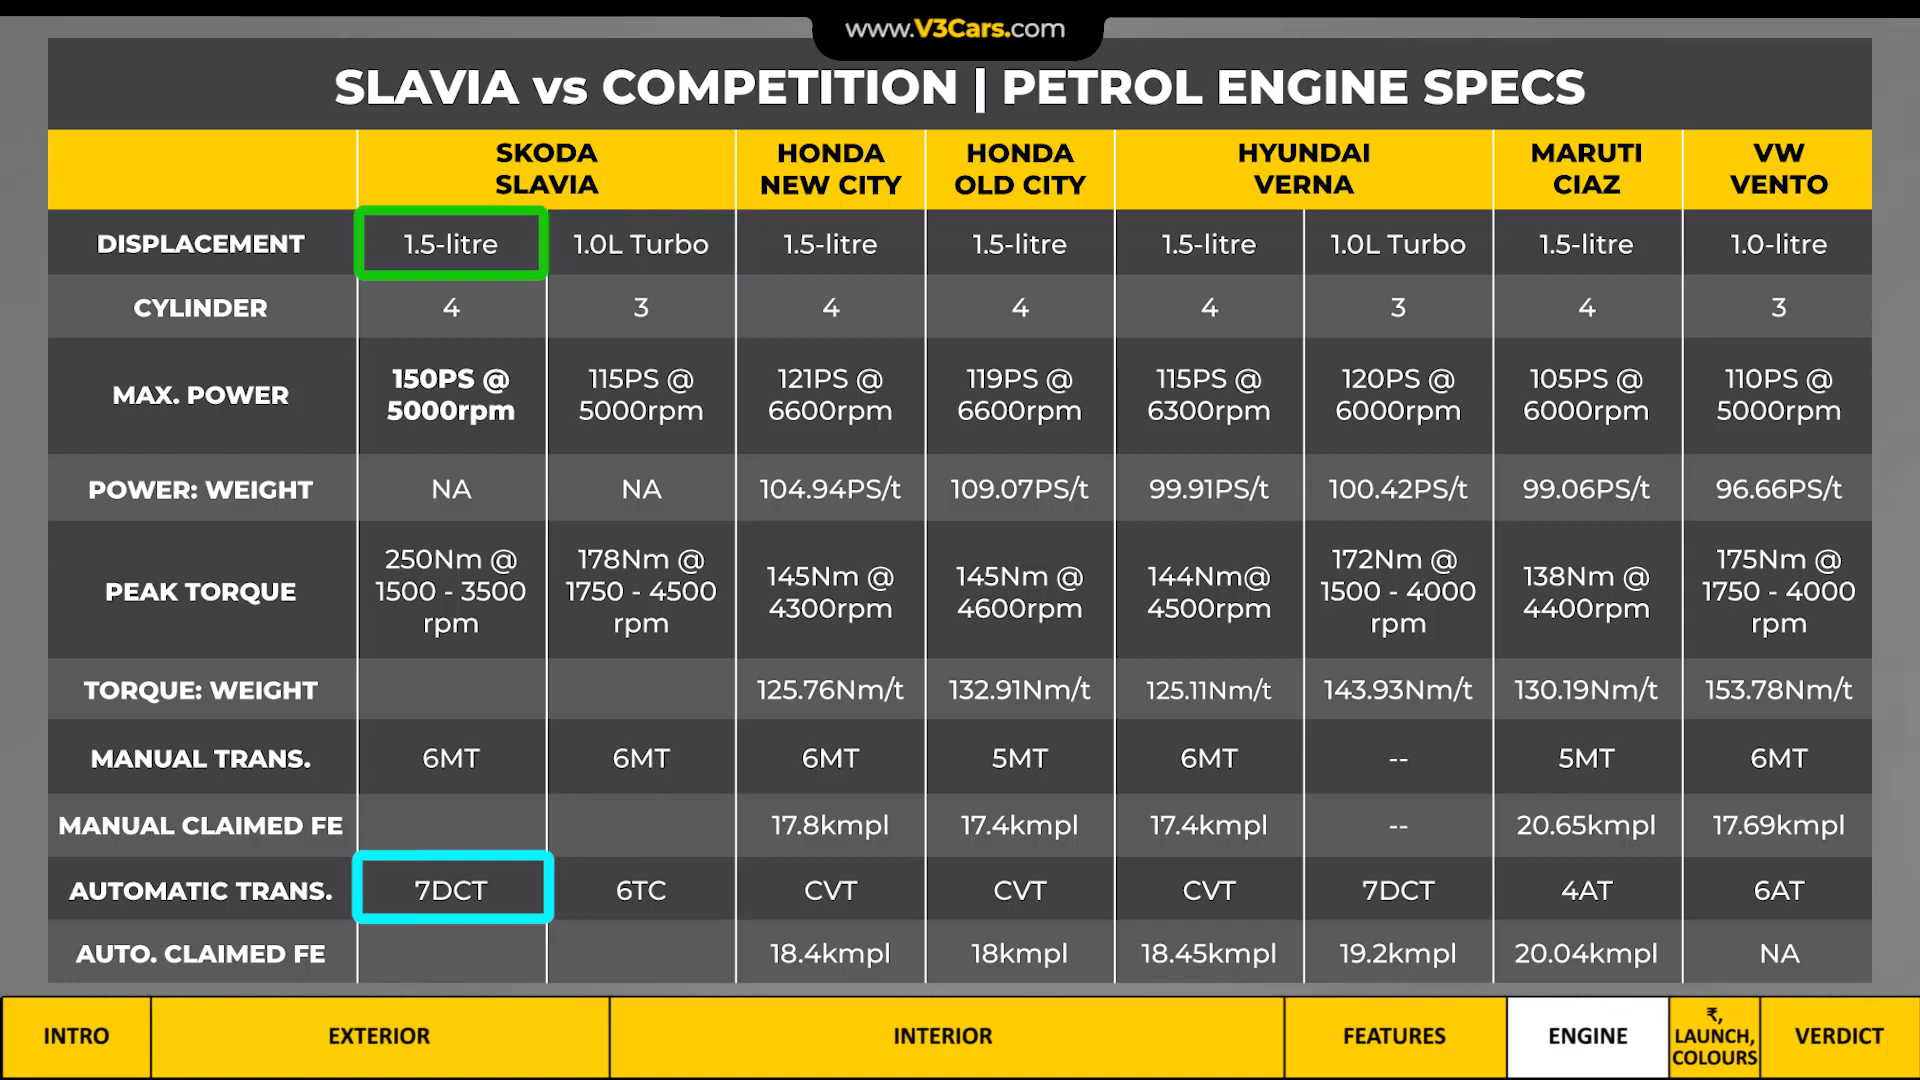 www.V3Cars.com
SLAVIA vs COMPETITION | PETROL ENGINE SPECS
SKODA SLAVIA HONDA NEW CITY HONDA OLD CITY HYUNDAI VERNA MARUTI CIAZ VW VENTO
DISPLACEMENT 1.5-litre 1.0L Turbo 1.5-litre 1.5-litre 1.5-litre 1.0L Turbo 1.5-litre 1.0-litre
CYLINDER 4 3 4 4 4 3 4 3
MAX. POWER 150PS @ 5000rpm 115PS @ 5000rpm 121PS @ 6600rpm 119PS @ 6600rpm 115PS @ 6300rpm 120PS @ 6000rpm 105PS @ 6000rpm 110PS @ 5000rpm
POWER: WEIGHT NA NA 104.94PS/t 109.07PS/t 99.91PS/t 100.42PS/t 99.06PS/t 96.66PS/t
PEAK TORQUE 250Nm @ 1500 - 3500 rpm 178Nm @ 1750 - 4500 rpm 145Nm @ 4300rpm 145Nm @ 4600rpm 144Nm@ 4500rpm 172Nm @ 1500 - 4000 rpm 138Nm @ 4400rpm 175Nm @ 1750 - 4000 rpm
TORQUE: WEIGHT 125.76Nm/t 132.91Nm/t 125.11Nm/t 143.93Nm/t 130.19Nm/t 153.78Nm/t
MANUAL TRANS. 6MT 6MT 6MT 5MT 6MT -- 5MT 6MT
MANUAL CLAIMED FE 17.8kmpl 17.4kmpl 17.4kmpl -- 20.65kmpl 17.69kmpl
AUTOMATIC TRANS. 7DCT 6TC CVT CVT CVT 7DCT 4AT 6AT
AUTO. CLAIMED FE 18.4kmpl 18kmpl 18.45kmpl 19.2kmpl 20.04kmpl NA
INTRO EXTERIOR INTERIOR FEATURES ENGINE ₹, LAUNCH, COLOURS VERDICT